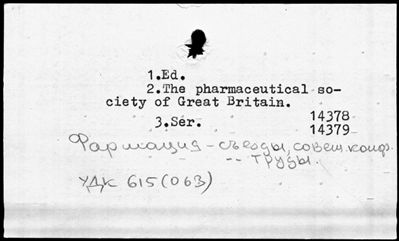 1.Ed.
2.The pharmaceutical so-
ciety of Great Britain.
3.Ser.
14378
14379
Фармация - съезды, совещ. конф.
-- труды.
УДК 615(063)